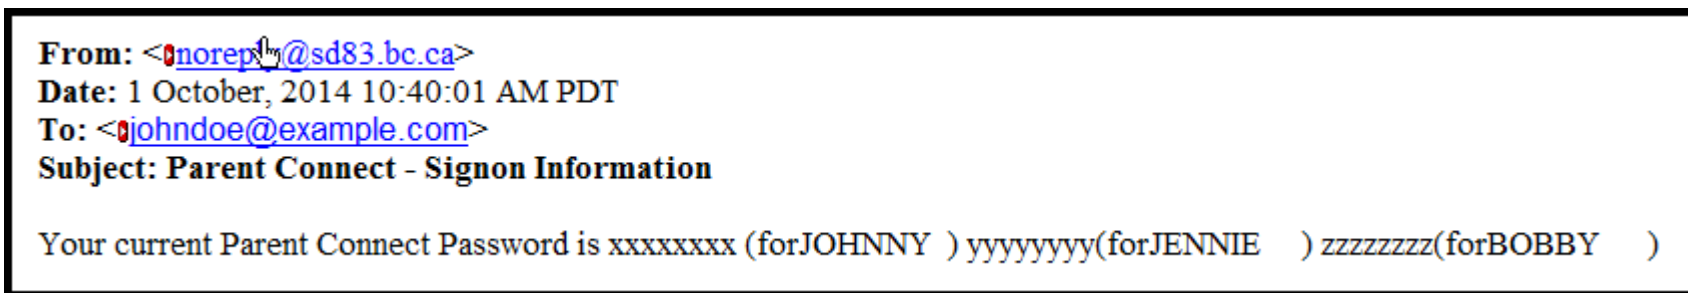 From: <noreply@sd83.bc.ca>
Date: 1 October, 2014 10:40:01 AM PDT
To: <johndoe@example.com>
Subject: Parent Connect - Signon Information
Your current Parent Connect Password is xxxxxxxx (forJOHNNY ) yyyyyyyy(forJENNIE ) zzzzzzzz(forBOBBY )